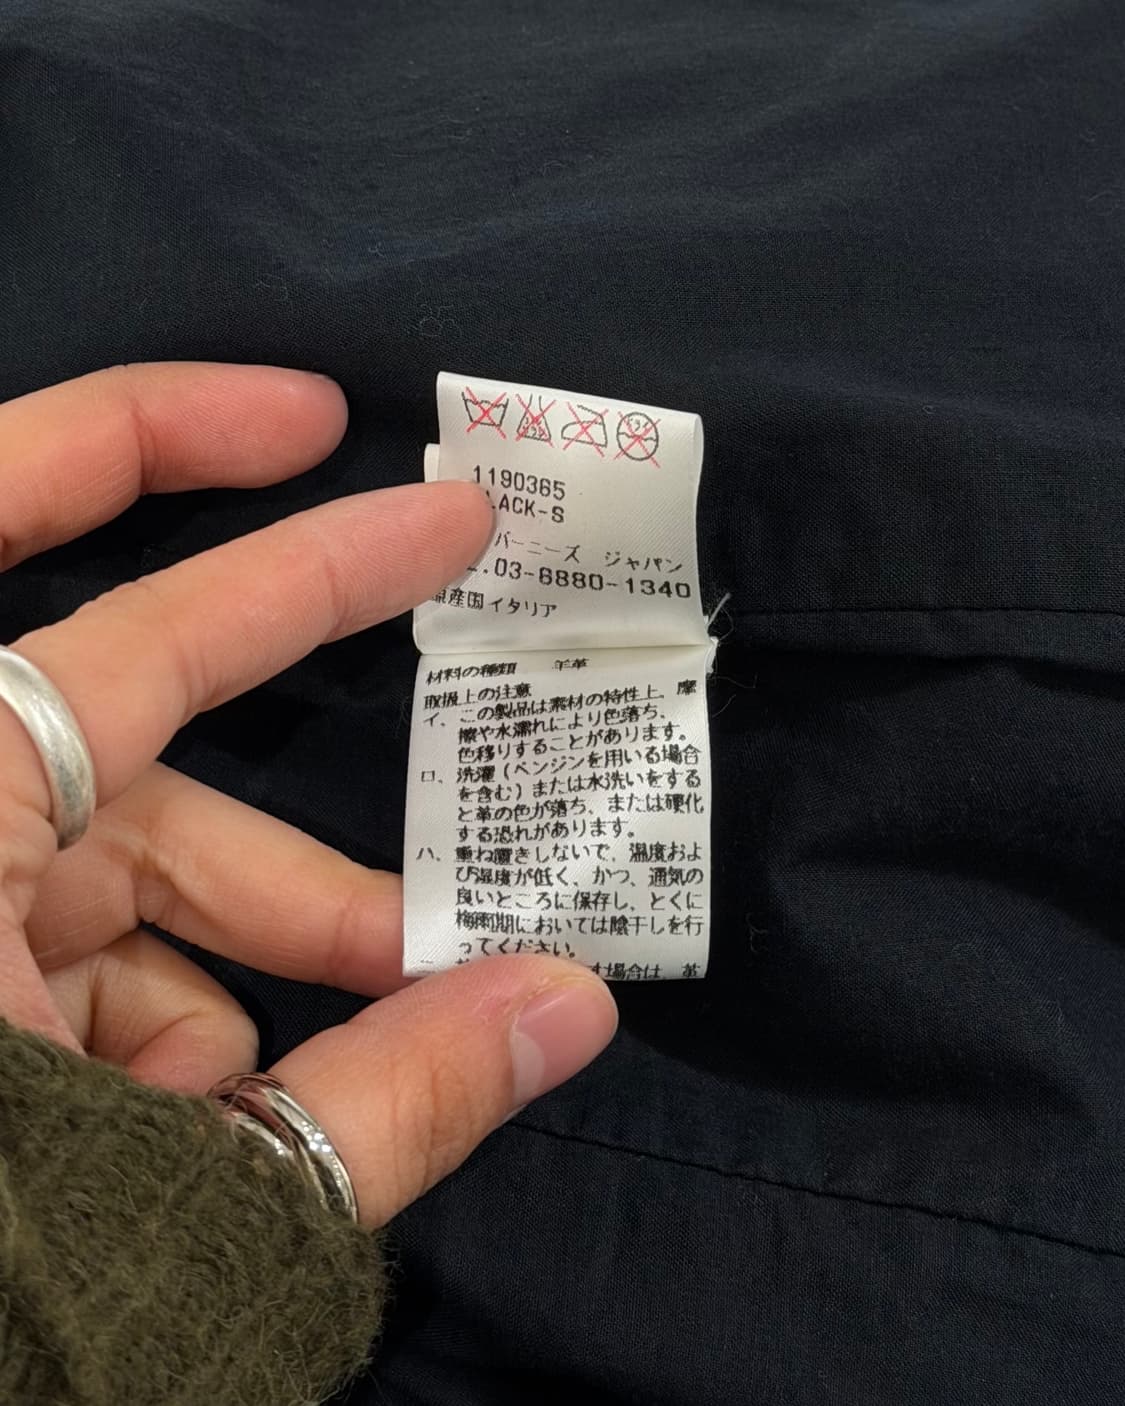 1190365
LACK-S
バーニーズ ジャパン
.03-6880-1340
原産国イタリア
材料の種類 羊革
取扱上の注意
イ、この製品は素材の特性上、摩
擦や水濡れにより色落ち、
色移りすることがあります。
ロ、洗濯(ベンジンを用いる場合
を含む)または水洗いをする
と革の色が落ち、または硬化
する恐れがあります。
ハ、重ね置きしないで、温度およ
び湿度が低く、かつ、通気の
良いところに保存し、とくに
梅雨期においては陰干しを行
ってください。
場合は、革